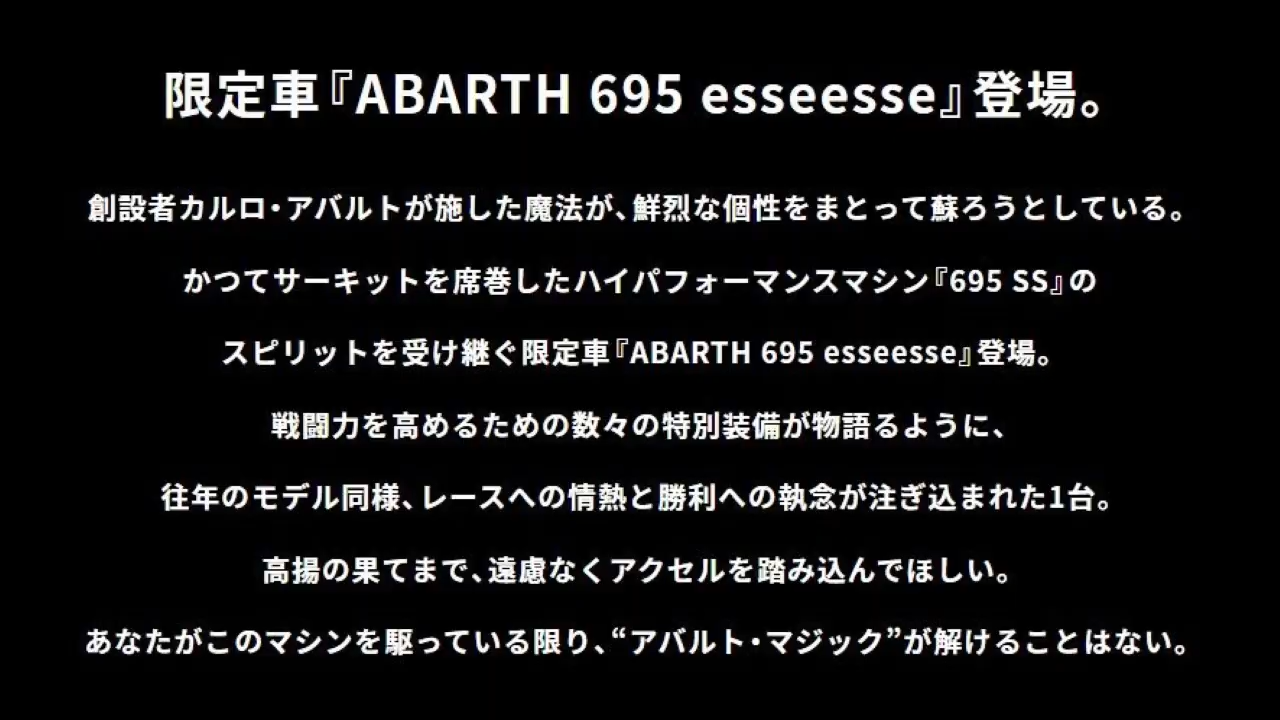 限定車『ABARTH 695 esseesse』登場。
創設者カルロ・アバルトが施した魔法が、鮮烈な個性をまとって蘇ろうとしている。
かつてサーキットを席巻したハイパフォーマンスマシン『695 SS』の
スピリットを受け継ぐ限定車『ABARTH 695 esseesse』登場。
戦闘力を高めるための数々の特別装備が物語るように、
往年のモデル同様、レースへの情熱と勝利への執念が注ぎ込まれた1台。
高揚の果てまで、遠慮なくアクセルを踏み込んでほしい。
あなたがこのマシンを駆っている限り、“アバルト・マジック”が解けることはない。